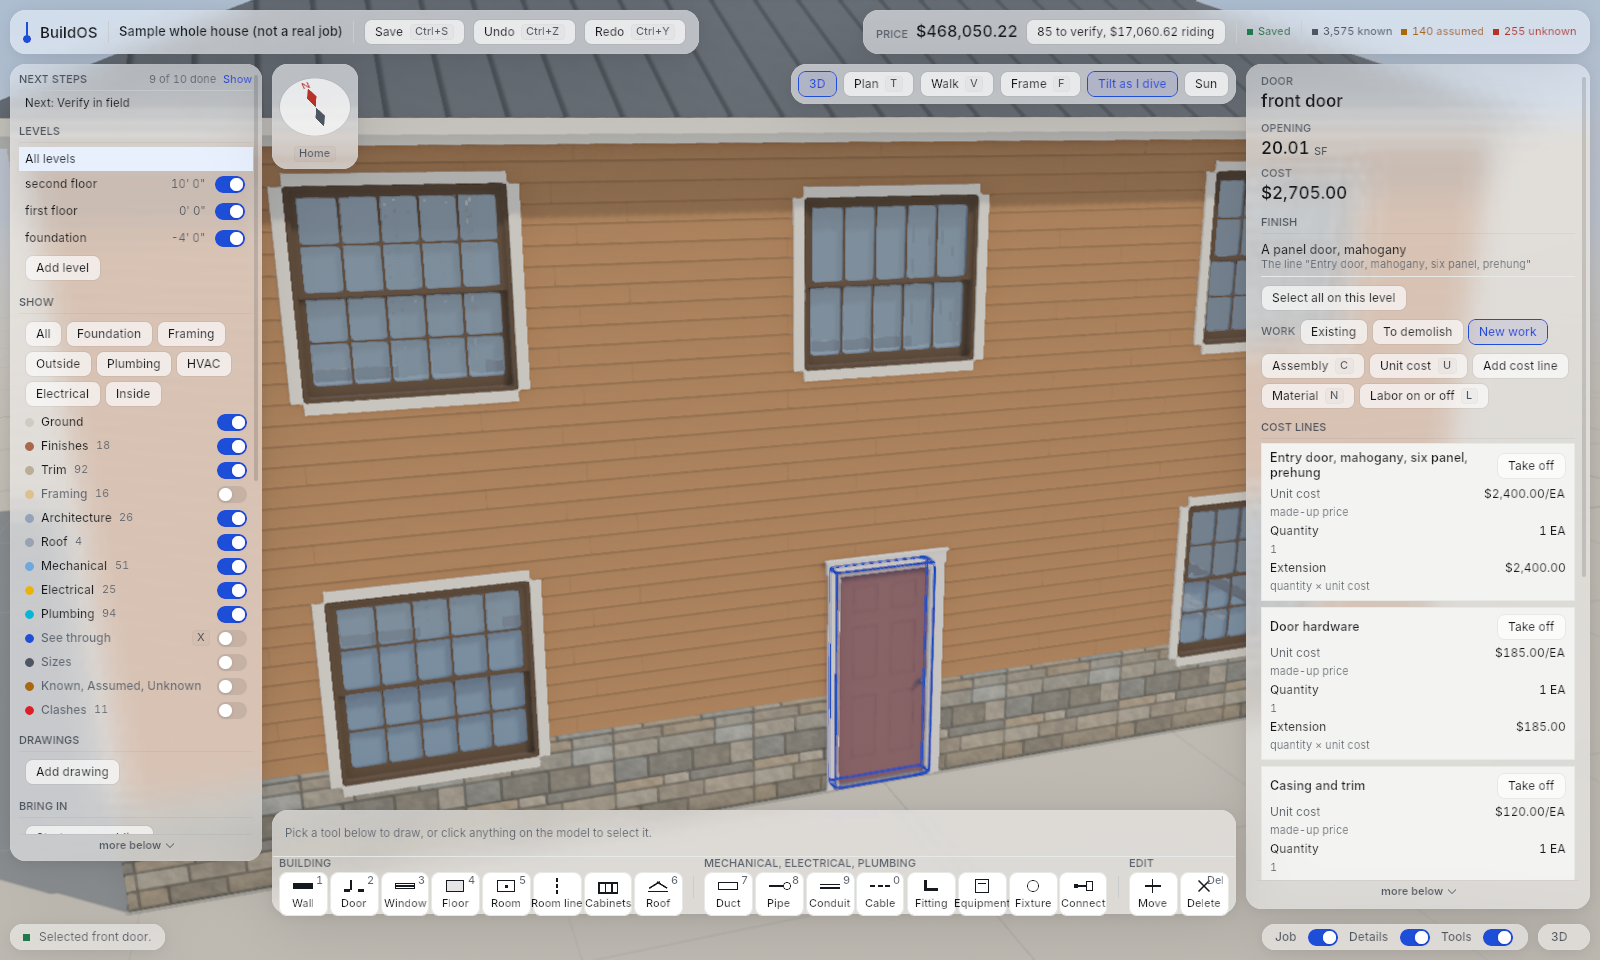 BuildOS
Sample whole house (not a real job)
Save Ctrl+S
Undo Ctrl+Z
Redo Ctrl+Y
PRICE $468,050.22
85 to verify, $17,060.62 riding
Saved
3,575 known
140 assumed
255 unknown
NEXT STEPS
9 of 10 done Show
Next: Verify in field
LEVELS
All levels
second floor 10' 0"
first floor 0' 0"
foundation -4' 0"
Add level
SHOW
All Foundation Framing
Outside Plumbing HVAC
Electrical Inside
Ground
Finishes 18
Trim 92
Framing 16
Architecture 26
Roof 4
Mechanical 51
Electrical 25
Plumbing 94
See through X
Sizes
Known, Assumed, Unknown
Clashes 11
DRAWINGS
Add drawing
BRING IN
more below
N
Home
3D
Plan T
Walk V
Frame F
Tilt as I dive
Sun
DOOR
front door
OPENING
20.01 SF
COST
$2,705.00
FINISH
A panel door, mahogany
The line "Entry door, mahogany, six panel, prehung"
Select all on this level
WORK Existing To demolish New work
Assembly C Unit cost U Add cost line
Material N Labor on or off L
COST LINES
Entry door, mahogany, six panel, prehung
Take off
Unit cost $2,400.00/EA
made-up price
Quantity 1 EA
1
Extension $2,400.00
quantity × unit cost
Door hardware Take off
Unit cost $185.00/EA
made-up price
Quantity 1 EA
1
Extension $185.00
quantity × unit cost
Casing and trim Take off
Unit cost $120.00/EA
made-up price
Quantity 1 EA
1
more below
Pick a tool below to draw, or click anything on the model to select it.
BUILDING
1 Wall
2 Door
3 Window
4 Floor
5 Room
Room line
Cabinets
6 Roof
MECHANICAL, ELECTRICAL, PLUMBING
7 Duct
8 Pipe
9 Conduit
0 Cable
Fitting
Equipment
Fixture
Connect
EDIT
Move
Del Delete
Selected front door.
Job Details Tools 3D